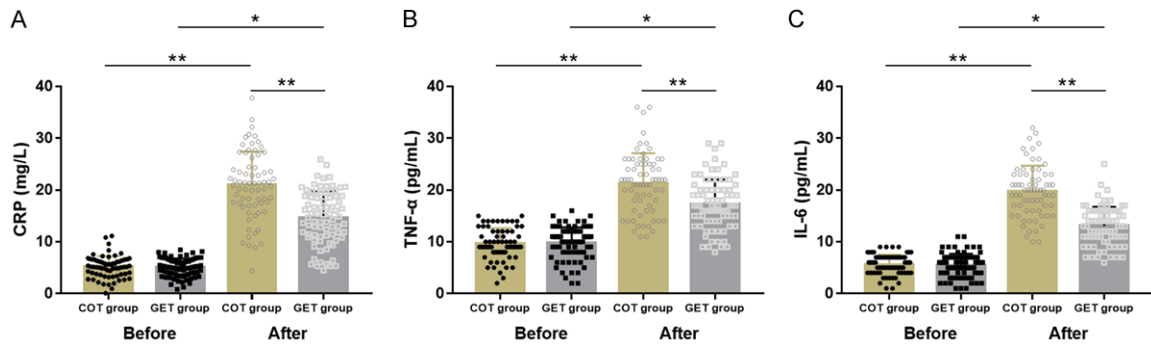 A
*
**
**
CRP (mg/L)
40
30
20
10
0
COT group GET group COT group GET group
Before After
B
*
**
**
TNF-α (pg/mL)
40
30
20
10
0
COT group GET group COT group GET group
Before After
C
*
**
**
IL-6 (pg/mL)
40
30
20
10
0
COT group GET group COT group GET group
Before After